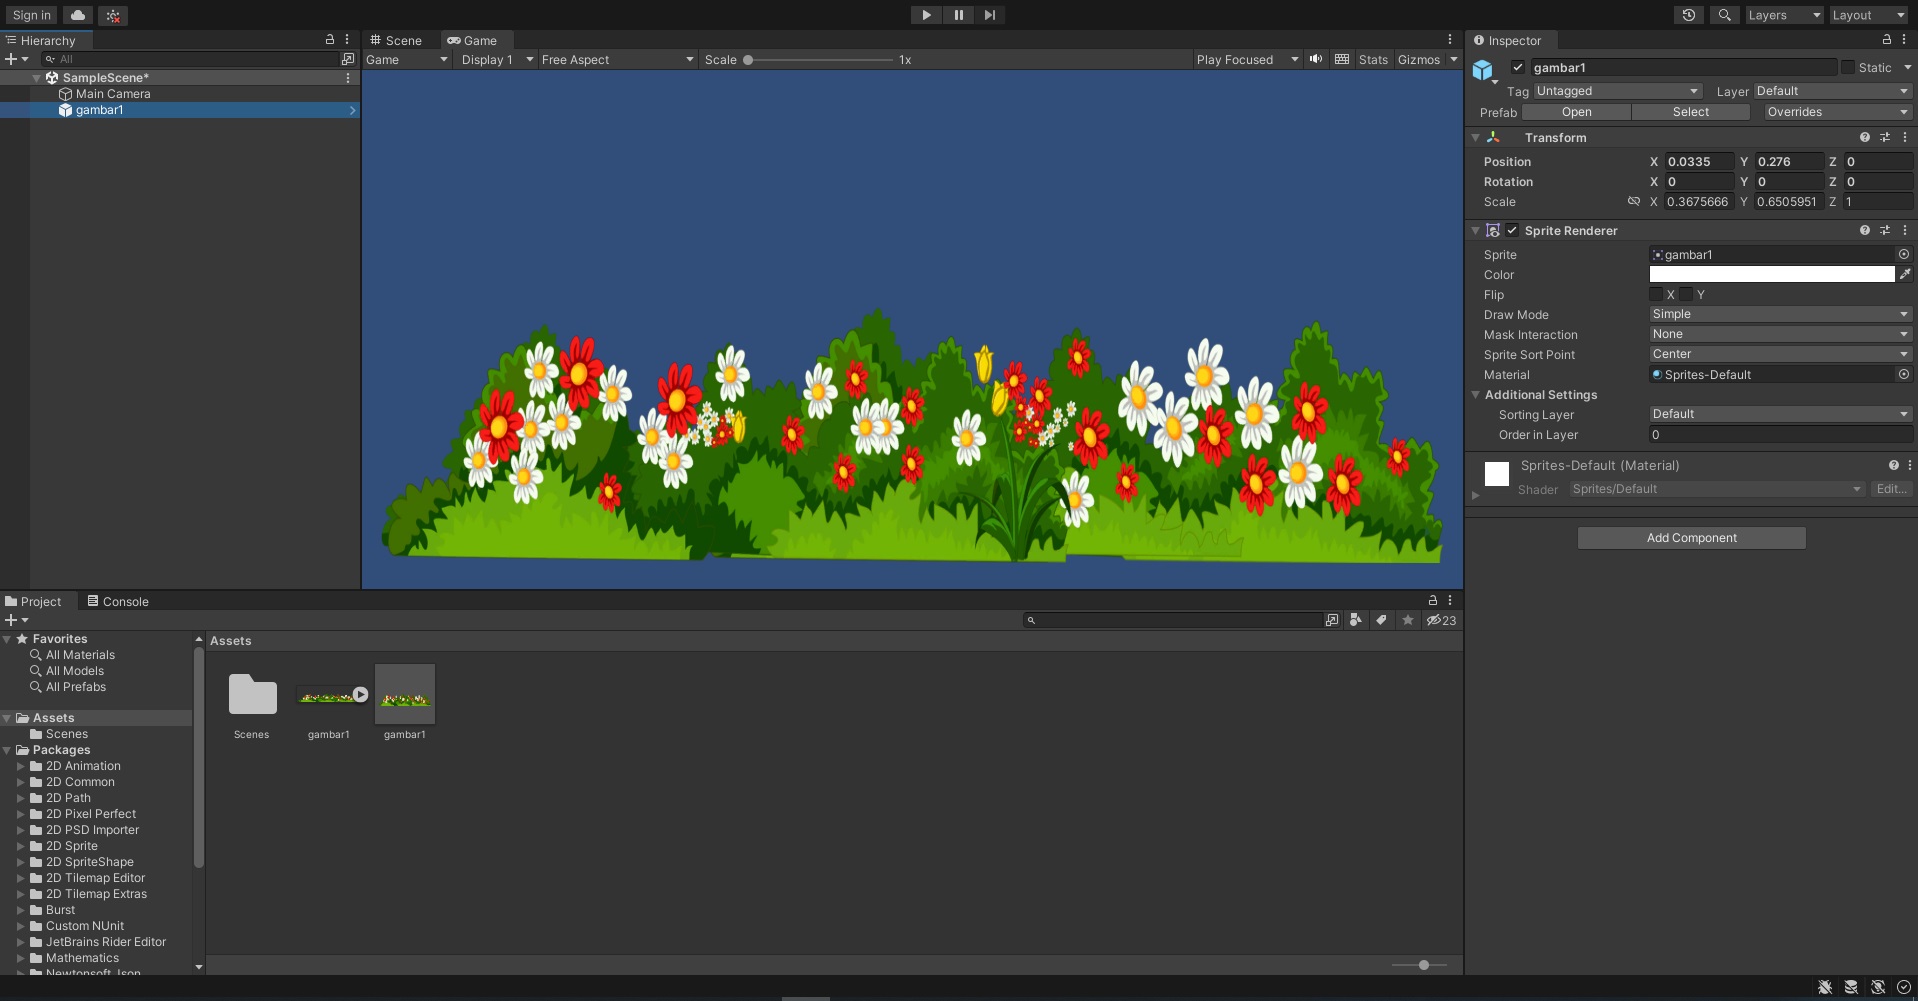 Sign in
Layers
Layout
Hierarchy
All
SampleScene*
Main Camera
gambar1
Scene
Game
Game
Display 1
Free Aspect
Scale
1x
Play Focused
Stats
Gizmos
Inspector
gambar1
Static
Tag
Untagged
Layer
Default
Prefab
Open
Select
Overrides
Transform
Position X 0.0335 Y 0.276 Z 0
Rotation X 0 Y 0 Z 0
Scale X 0.3675666 Y 0.6505951 Z 1
Sprite Renderer
Sprite gambar1
Color
Flip X Y
Draw Mode Simple
Mask Interaction None
Sprite Sort Point Center
Material Sprites-Default
Additional Settings
Sorting Layer Default
Order in Layer 0
Sprites-Default (Material)
Shader Sprites/Default Edit...
Add Component
Project
Console
23
Favorites
All Materials
All Models
All Prefabs
Assets
Scenes
Packages
2D Animation
2D Common
2D Path
2D Pixel Perfect
2D PSD Importer
2D Sprite
2D SpriteShape
2D Tilemap Editor
2D Tilemap Extras
Burst
Custom NUnit
JetBrains Rider Editor
Mathematics
Newtonsoft Json
Assets
Scenes
gambar1
gambar1